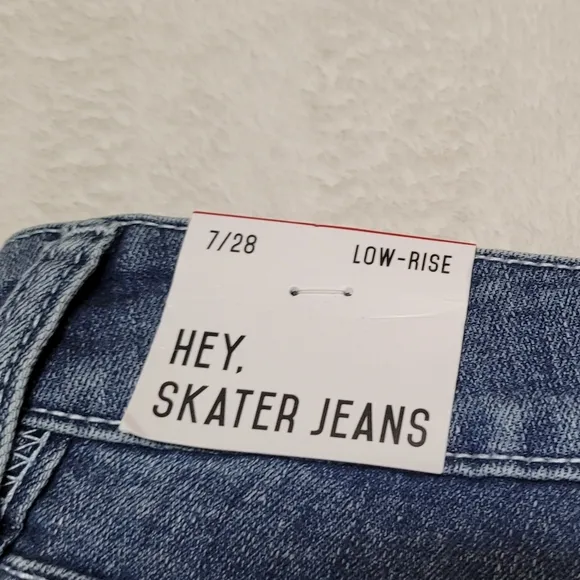 7/28 LOW-RISE
HEY,
SKATER JEANS